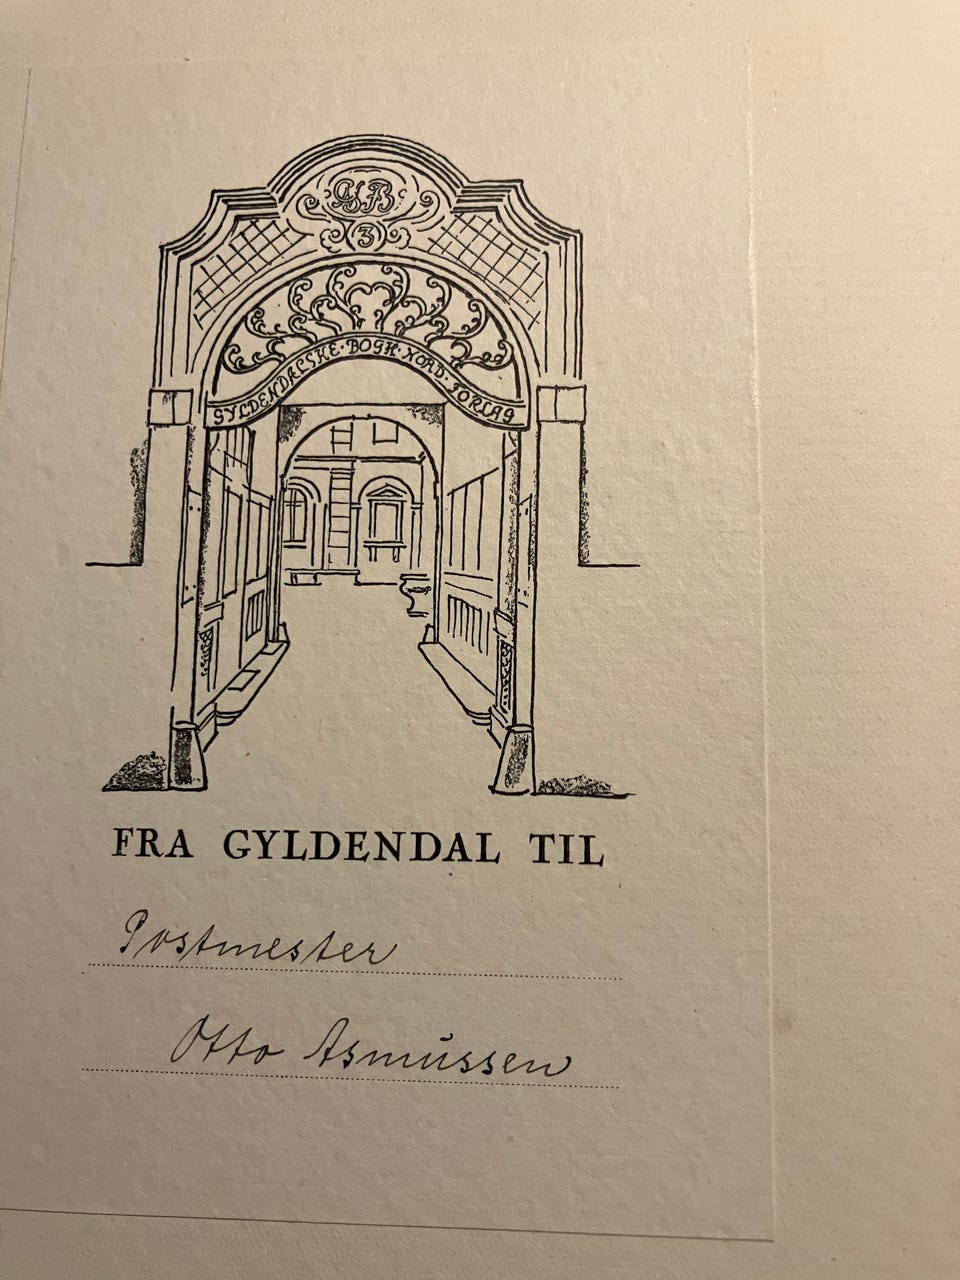 GB
3
GYLDENDALSKE·BOGH·NORD·FORLAG
FRA GYLDENDAL TIL
Postmester
Otto Asmussen